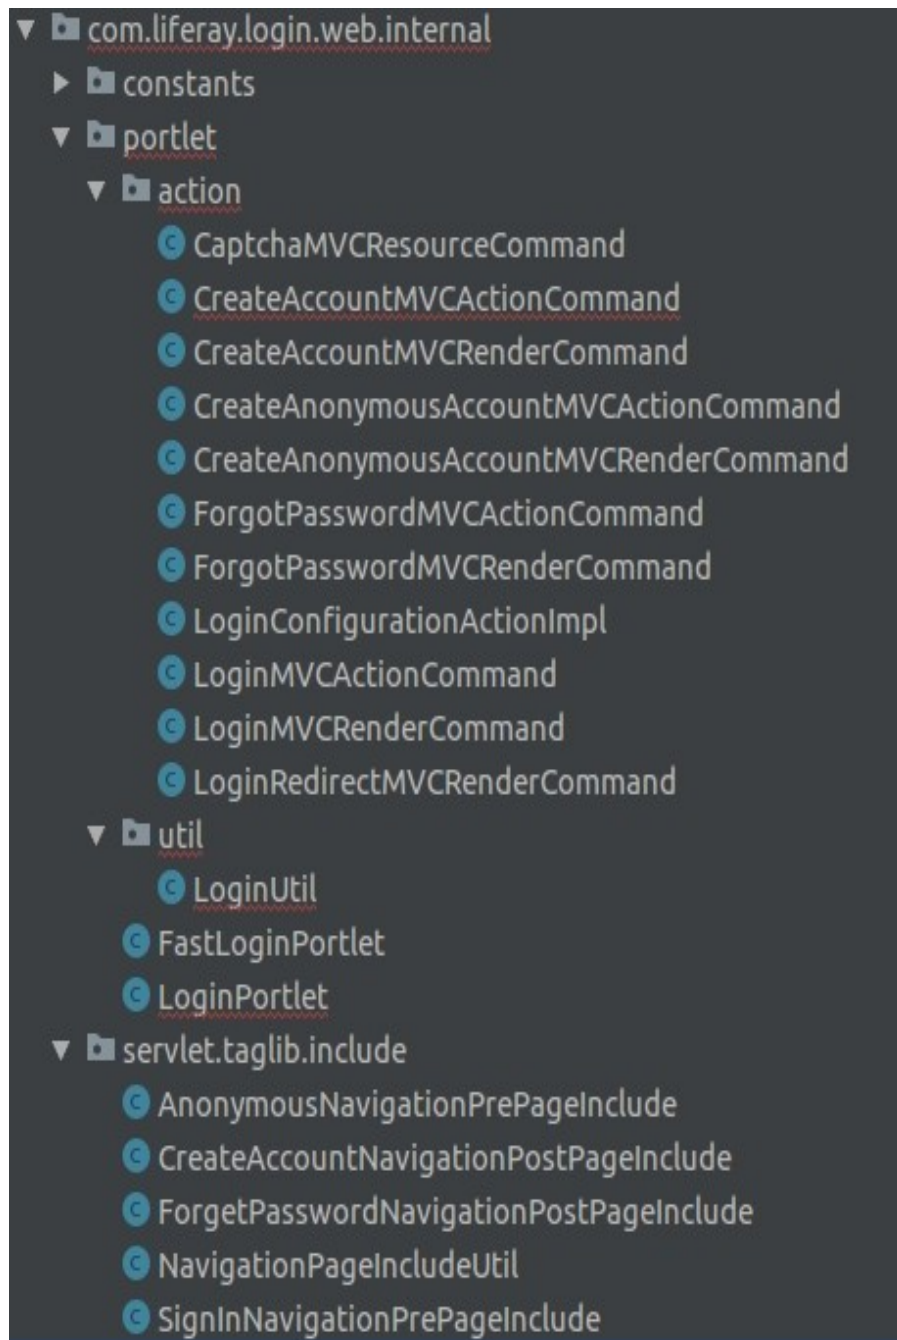 com.liferay.login.web.internal
constants
portlet
action
CaptchaMVCResourceCommand
CreateAccountMVCActionCommand
CreateAccountMVCRenderCommand
CreateAnonymousAccountMVCActionCommand
CreateAnonymousAccountMVCRenderCommand
ForgotPasswordMVCActionCommand
ForgotPasswordMVCRenderCommand
LoginConfigurationActionImpl
LoginMVCActionCommand
LoginMVCRenderCommand
LoginRedirectMVCRenderCommand
util
LoginUtil
FastLoginPortlet
LoginPortlet
servlet.taglib.include
AnonymousNavigationPrePageInclude
CreateAccountNavigationPostPageInclude
ForgetPasswordNavigationPostPageInclude
NavigationPageIncludeUtil
SignInNavigationPrePageInclude